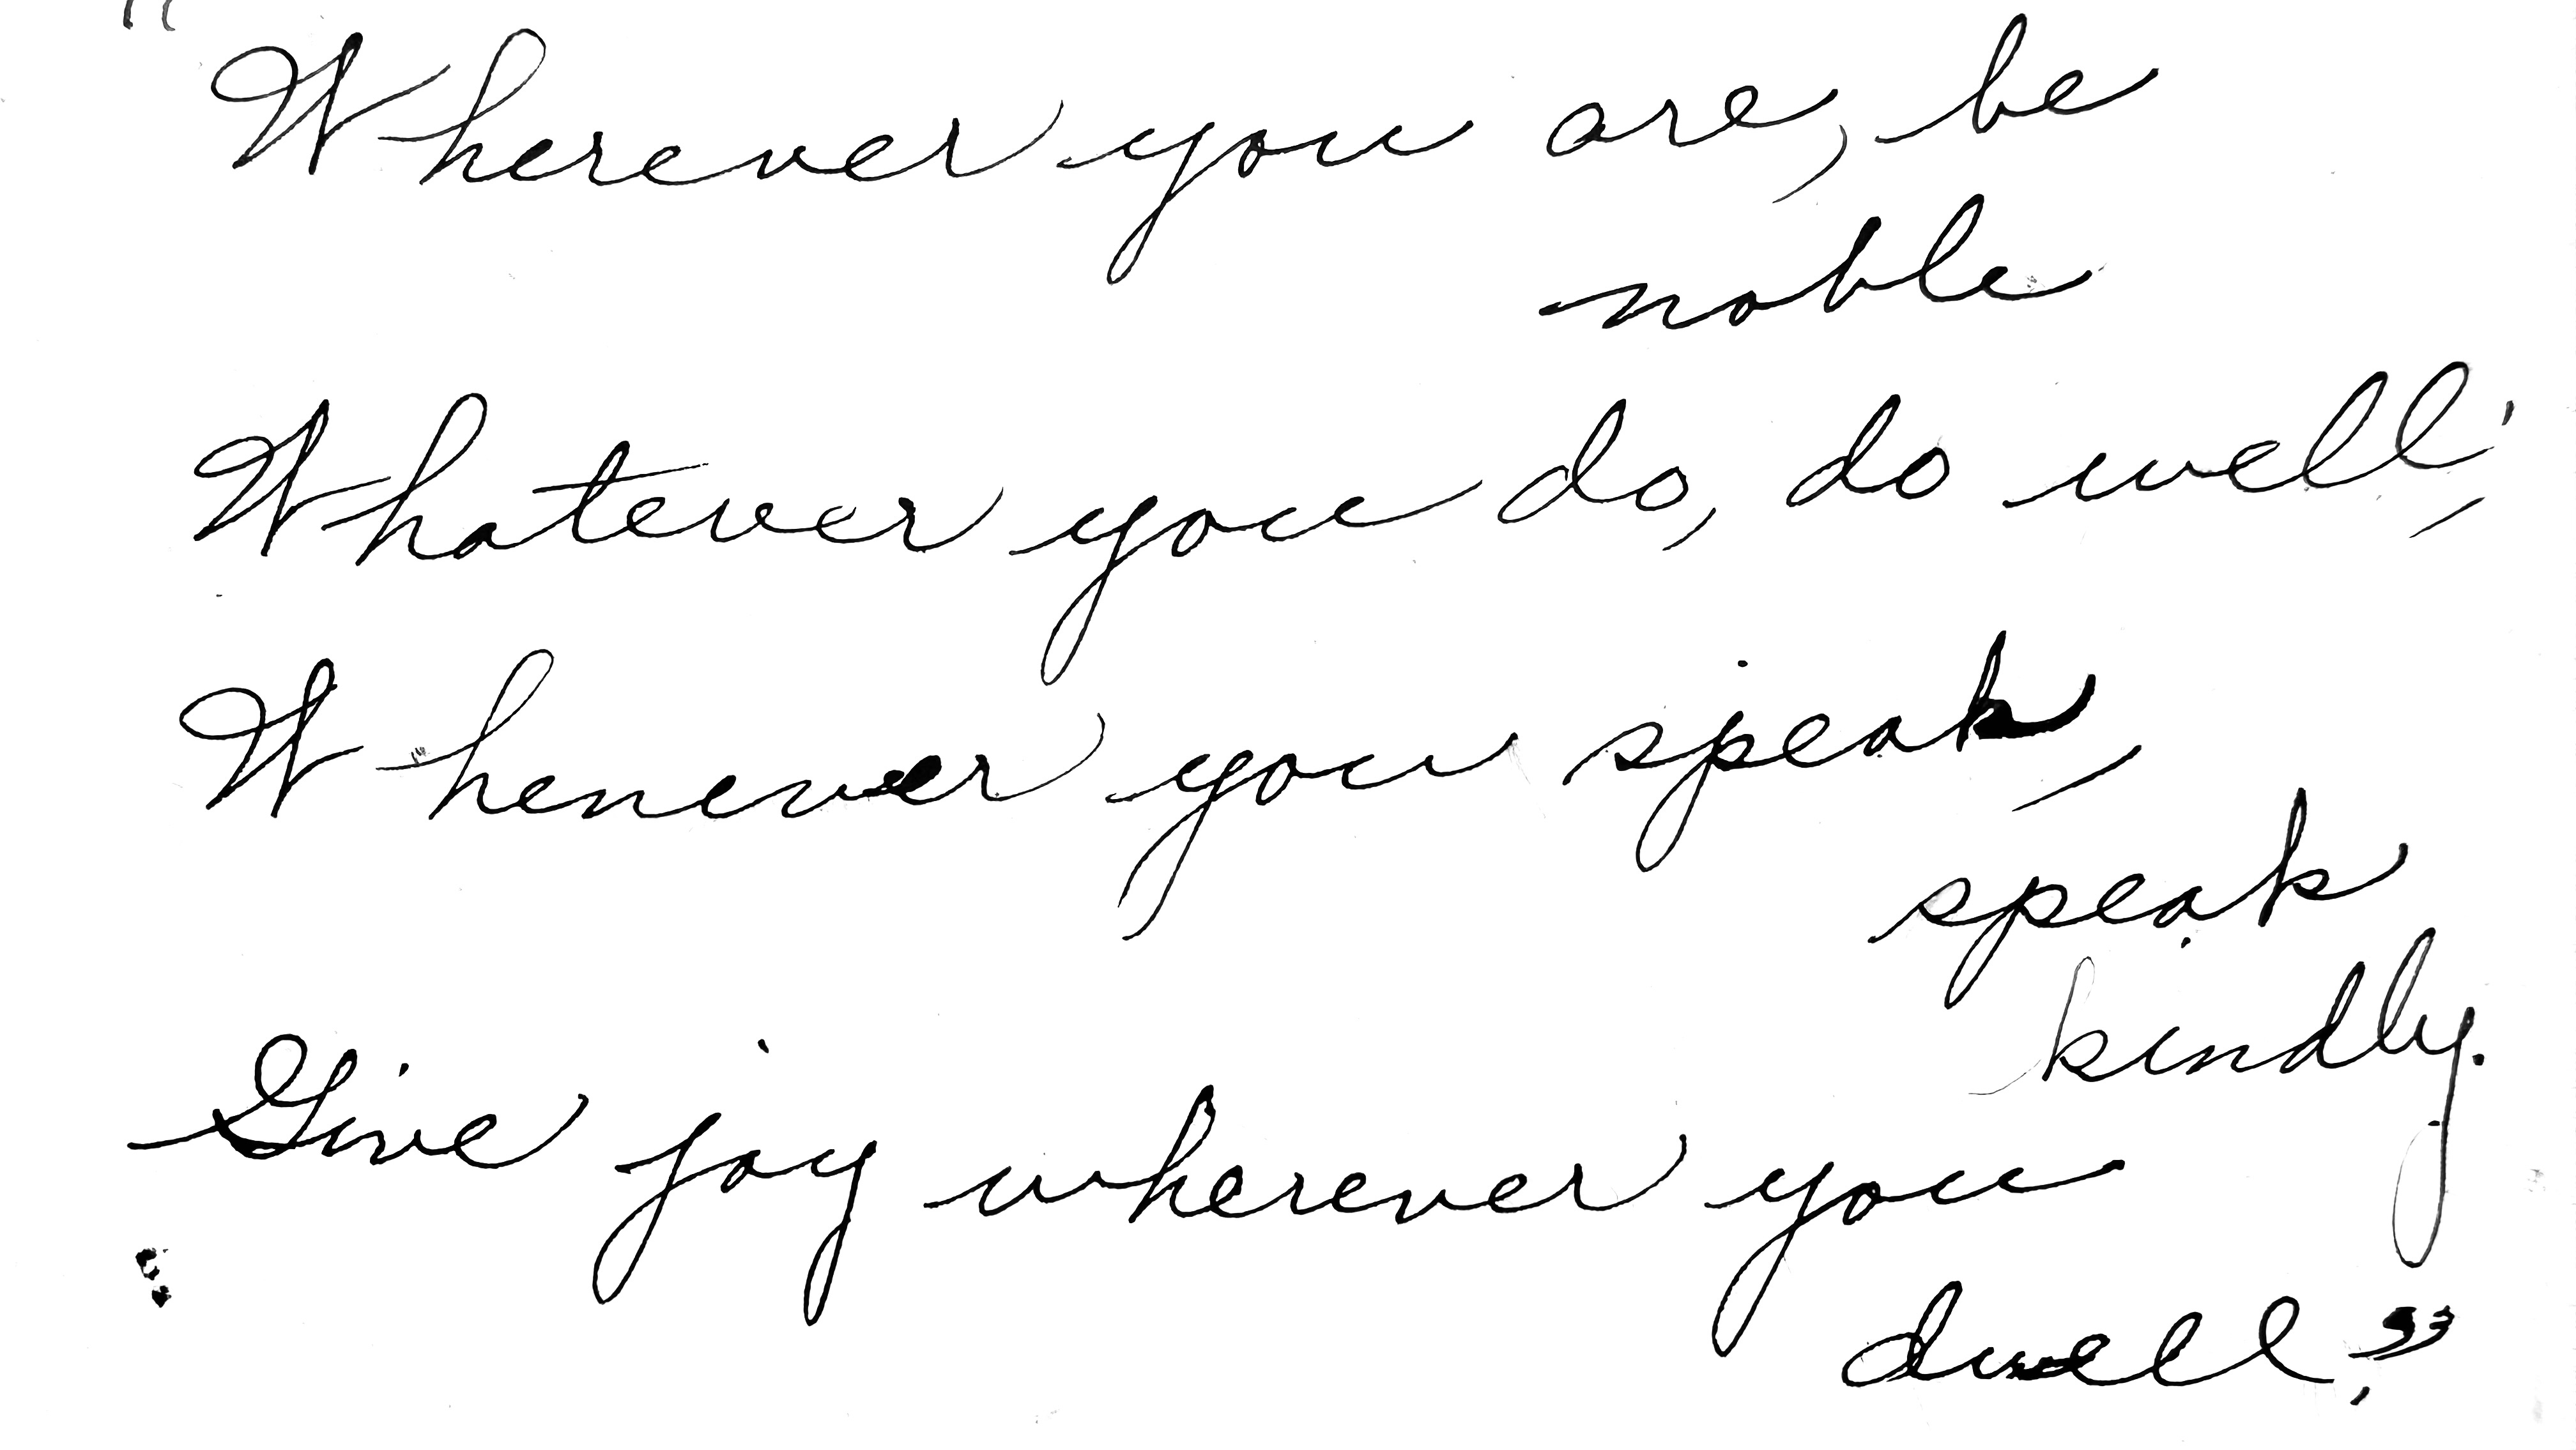 "Wherever you are, be
noble
Whatever you do, do well;
Whenever you speak,
speak
kindly.
Give joy wherever you
dwell."